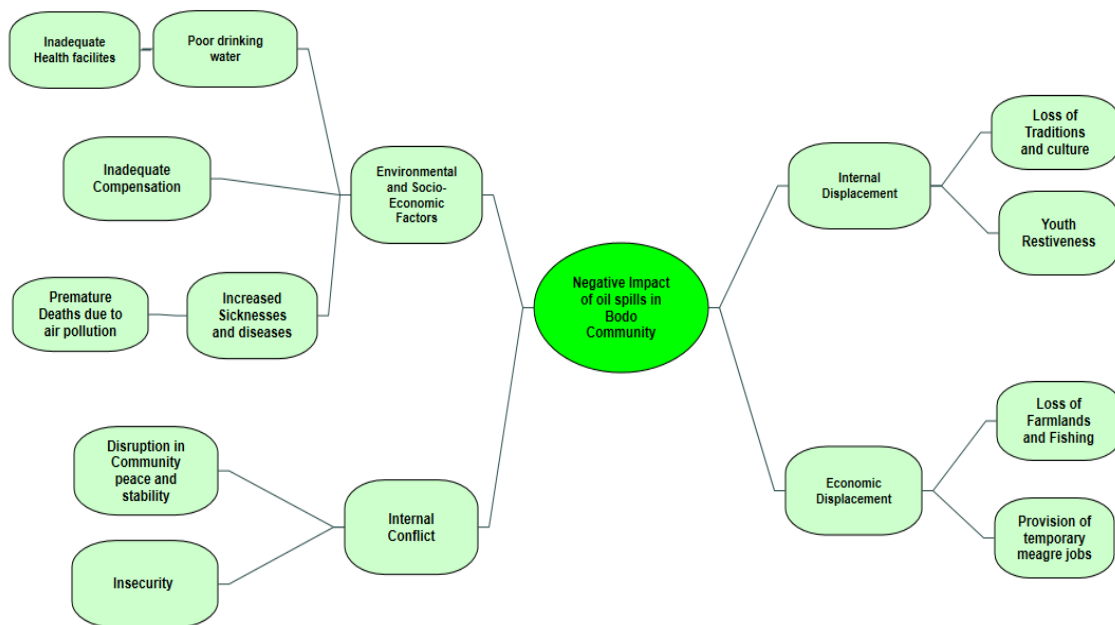 Inadequate
Health facilites
Poor drinking
water
Inadequate
Compensation
Environmental
and Socio-
Economic
Factors
Premature
Deaths due to
air pollution
Increased
Sicknesses
and diseases
Disruption in
Community
peace and
stability
Insecurity
Internal
Conflict
Negative Impact
of oil spills in
Bodo
Community
Internal
Displacement
Loss of
Traditions
and culture
Youth
Restiveness
Economic
Displacement
Loss of
Farmlands
and Fishing
Provision of
temporary
meagre jobs